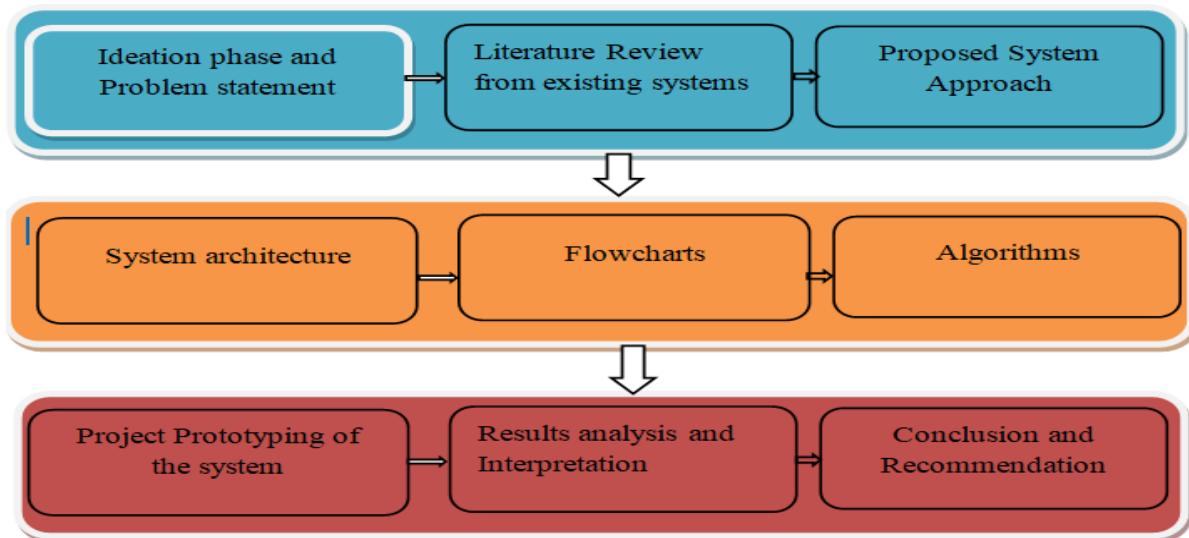 Ideation phase and
Problem statement
Literature Review
from existing systems
Proposed System
Approach
System architecture
Flowcharts
Algorithms
Project Prototyping of
the system
Results analysis and
Interpretation
Conclusion and
Recommendation